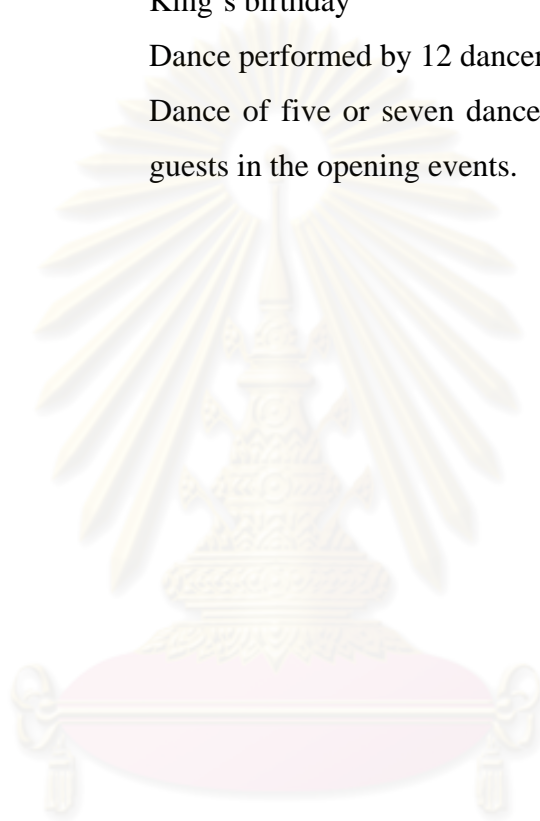 King's birthday
Dance performed by 12 dancer
Dance of five or seven dance
guests in the opening events.